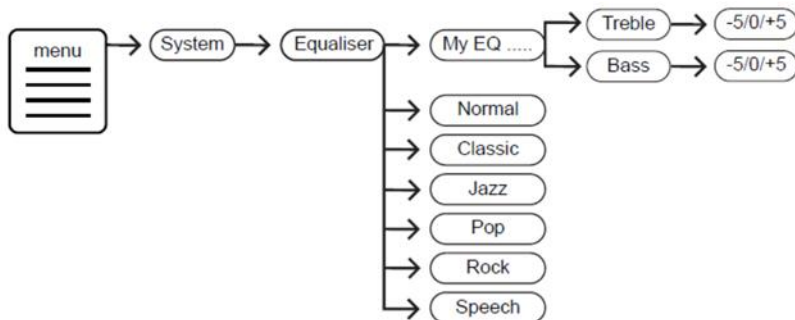 menu
System
Equaliser
My EQ .....
Treble
-5/0/+5
Bass
-5/0/+5
Normal
Classic
Jazz
Pop
Rock
Speech